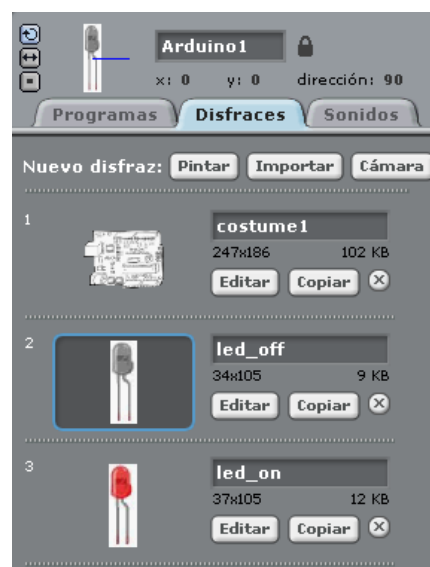 Arduino1
x: 0 y: 0 dirección: 90
Programas Disfraces Sonidos
Nuevo disfraz: Pintar Importar Cámara
1
costume1
247x186 102 KB
Editar Copiar
2
led_off
34x105 9 KB
Editar Copiar
3
led_on
37x105 12 KB
Editar Copiar